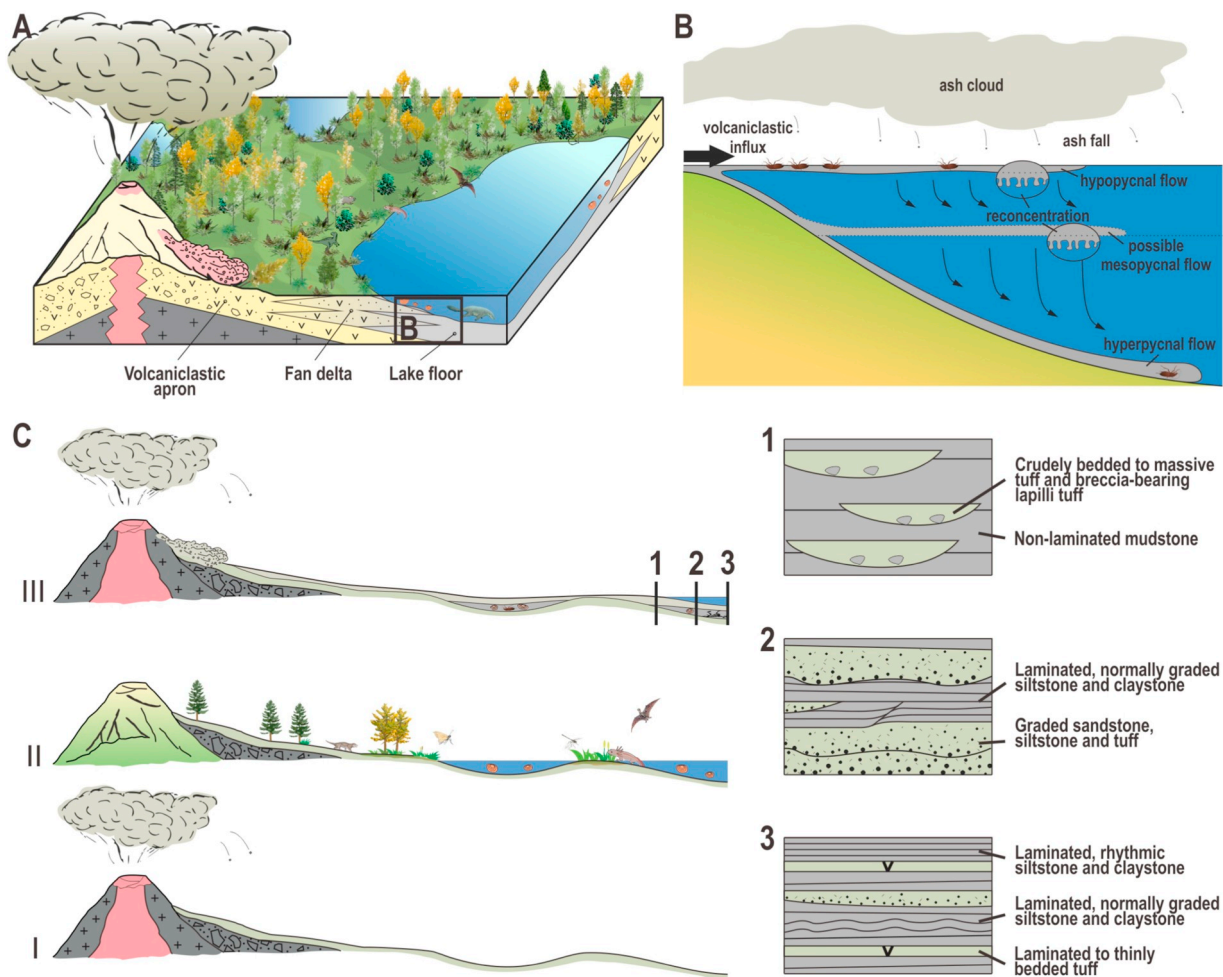 A
Volcaniclastic
apron
Fan delta
Lake floor
B
B
ash cloud
volcaniclastic
influx
ash fall
hypopycnal flow
reconcentration
possible
mesopycnal flow
hyperpycnal flow
C
III
1
2
3
II
I
1
Crudely bedded to massive
tuff and breccia-bearing
lapilli tuff
Non-laminated mudstone
2
Laminated, normally graded
siltstone and claystone
Graded sandstone,
siltstone and tuff
3
Laminated, rhythmic
siltstone and claystone
Laminated, normally graded
siltstone and claystone
Laminated to thinly
bedded tuff